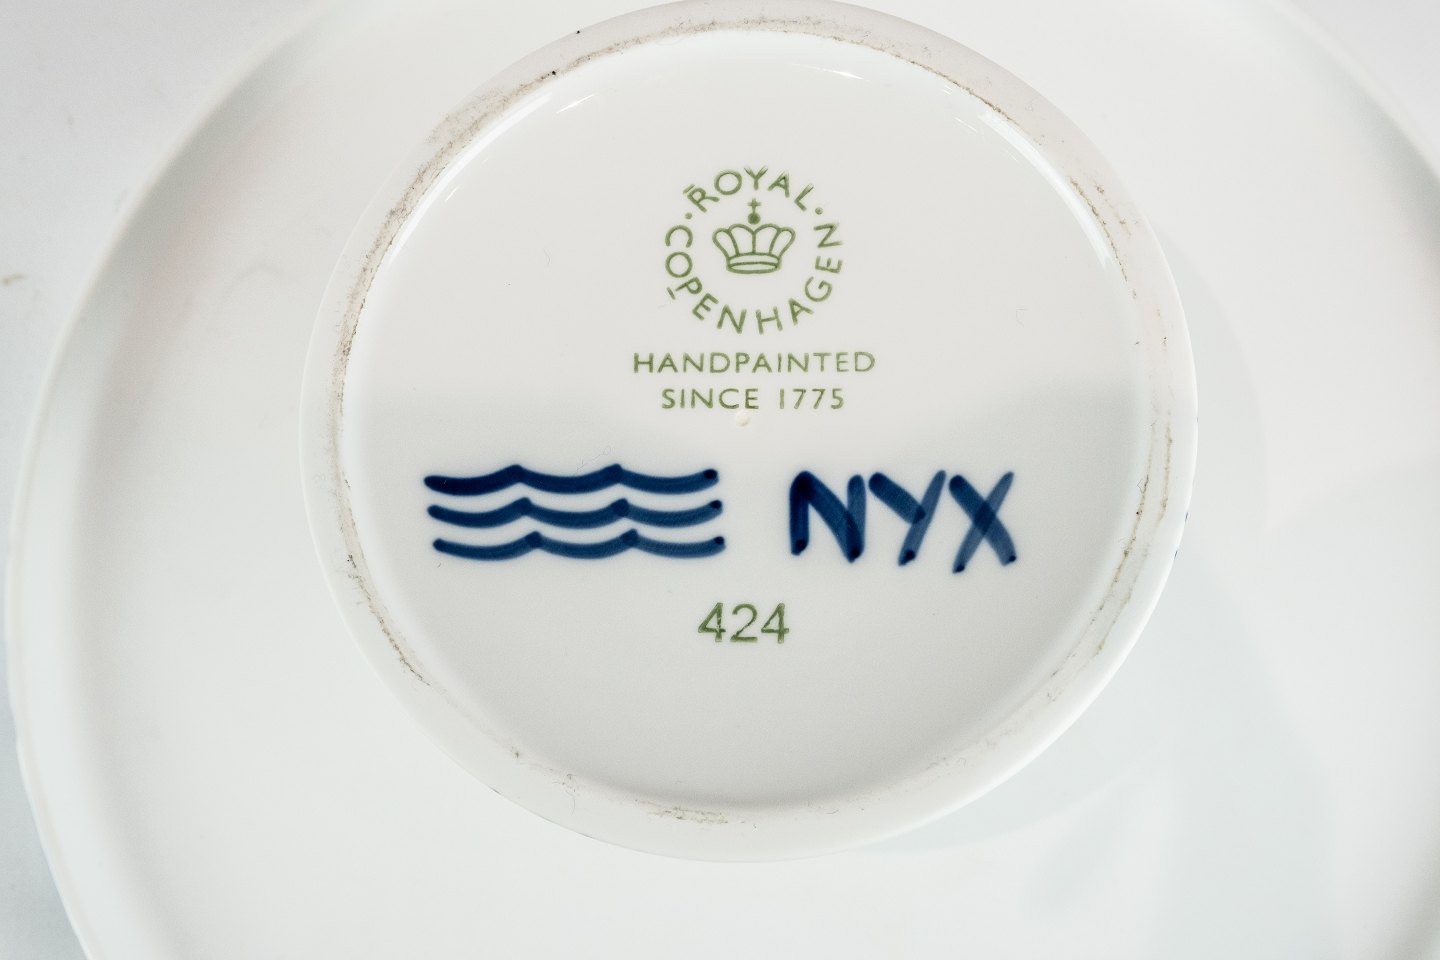 ROYAL
COPENHAGEN
HANDPAINTED
SINCE 1775
NYX
424